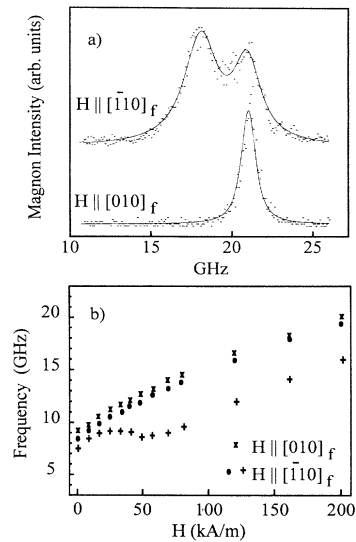 a)
Magnon Intensity (arb. units)
H || [1̄10]f
H || [010]f
10 15 20 25
GHz
b)
Frequency (GHz)
20
15
10
5
H || [010]f
H || [1̄10]f
0 50 100 150 200
H (kA/m)